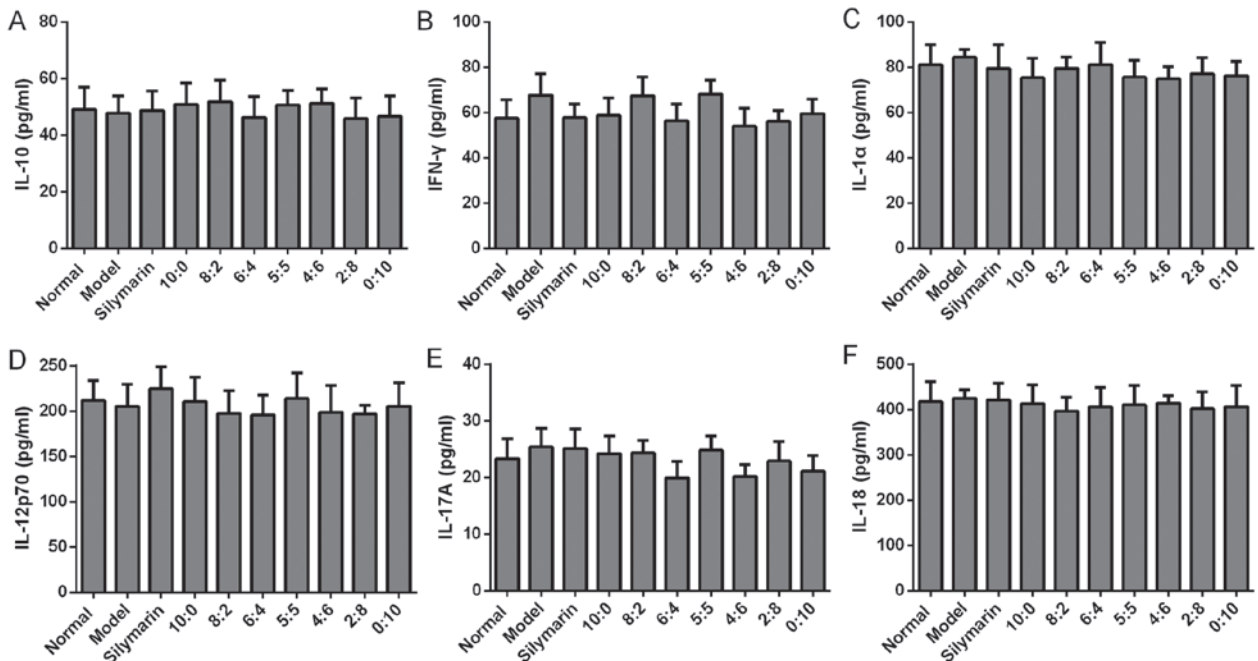 A
IL-10 (pg/ml)
80
60
40
20
0
Normal
Model
Silymarin
10:0
8:2
6:4
5:5
4:6
2:8
0:10
B
IFN-γ (pg/ml)
100
80
60
40
20
0
Normal
Model
Silymarin
10:0
8:2
6:4
5:5
4:6
2:8
0:10
C
IL-1α (pg/ml)
100
80
60
40
20
0
Normal
Model
Silymarin
10:0
8:2
6:4
5:5
4:6
2:8
0:10
D
IL-12p70 (pg/ml)
250
200
150
100
50
0
Normal
Model
Silymarin
10:0
8:2
6:4
5:5
4:6
2:8
0:10
E
IL-17A (pg/ml)
40
30
20
10
0
Normal
Model
Silymarin
10:0
8:2
6:4
5:5
4:6
2:8
0:10
F
IL-18 (pg/ml)
500
400
300
200
100
0
Normal
Model
Silymarin
10:0
8:2
6:4
5:5
4:6
2:8
0:10